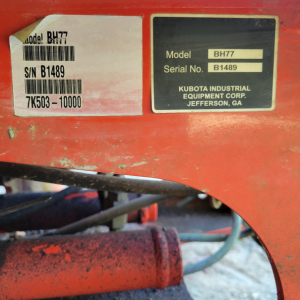 Model BH77
S/N B1489
7K503-10000
Model BH77
Serial No. B1489
KUBOTA INDUSTRIAL
EQUIPMENT CORP.
JEFFERSON, GA